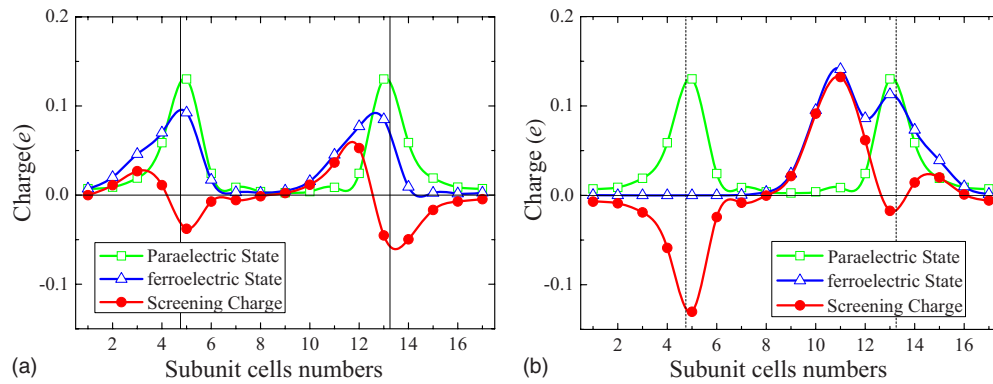 0.2
0.1
0.0
-0.1
Charge(e)
2 4 6 8 10 12 14 16
Subunit cells numbers
Paraelectric State
ferroelectric State
Screening Charge
(a)
0.2
0.1
0.0
-0.1
Charge (e)
2 4 6 8 10 12 14 16
Subunit cells numbers
Paraelectric State
ferroelectric State
Screening Charge
(b)